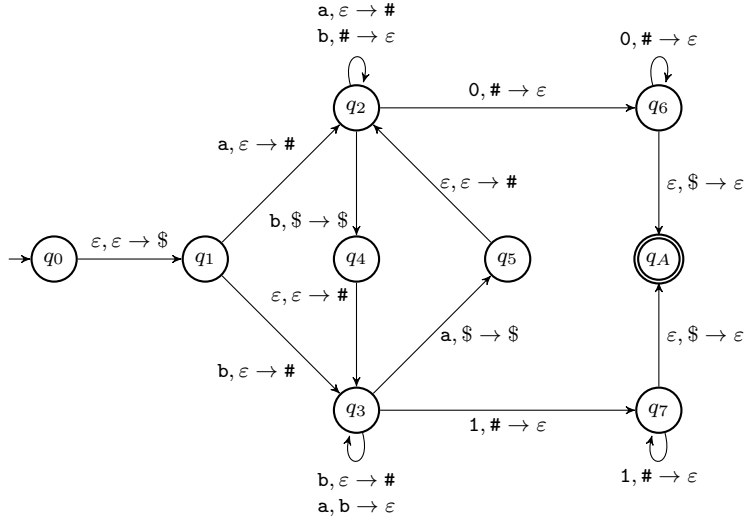 a, ε → #
b, # → ε
0, # → ε
q2
0, # → ε
q6
a, ε → #
ε, ε → #
ε, $ → ε
b, $ → $
ε, ε → $
q0
q1
q4
q5
qA
ε, ε → #
a, $ → $
ε, $ → ε
b, ε → #
q3
1, # → ε
q7
b, ε → #
a, b → ε
1, # → ε